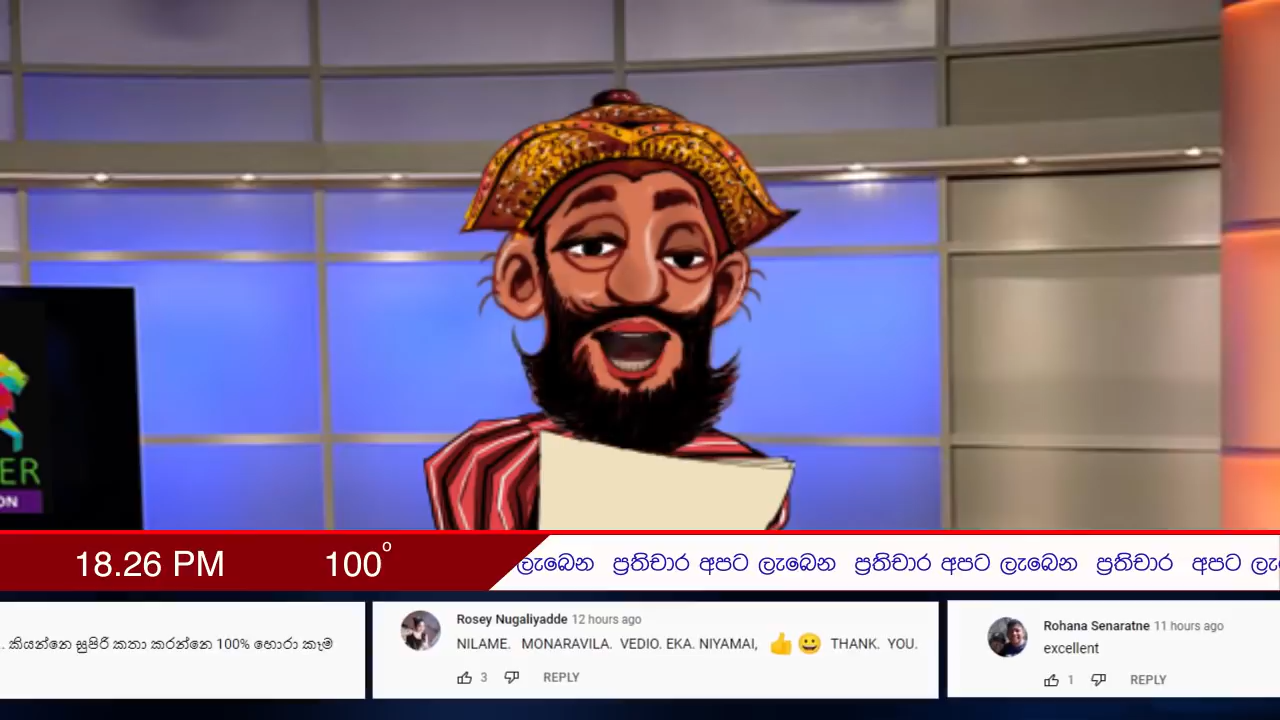 ER
ON
18.26 PM
100°
ලැබෙන ප්‍රතිචාර අපට ලැබෙන ප්‍රතිචාර අපට ලැබෙන ප්‍රතිචාර අපට ලැ
. කියන්නෙ සුපිරි කතා කරන්නෙ 100% හොරා කෑම
Rosey Nugaliyadde 12 hours ago
NILAME. MONARAVILA. VEDIO. EKA. NIYAMAI, 👍😀 THANK. YOU.
3 REPLY
Rohana Senaratne 11 hours ago
excellent
1 REPLY